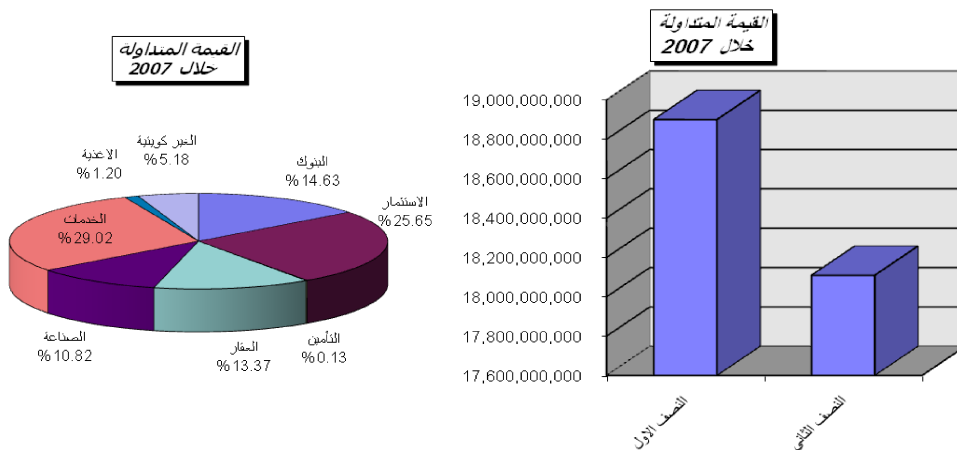 القيمة المتداولة
خلال 2007
الغير كويتية
%5.18
الاغذية
%1.20
البنوك
%14.63
الاستثمار
%25.65
الخدمات
%29.02
الصناعة
%10.82
العقار
%13.37
التأمين
%0.13
القيمة المتداولة
خلال 2007
19,000,000,000
18,800,000,000
18,600,000,000
18,400,000,000
18,200,000,000
18,000,000,000
17,800,000,000
17,600,000,000
النصف الاول
النصف الثاني